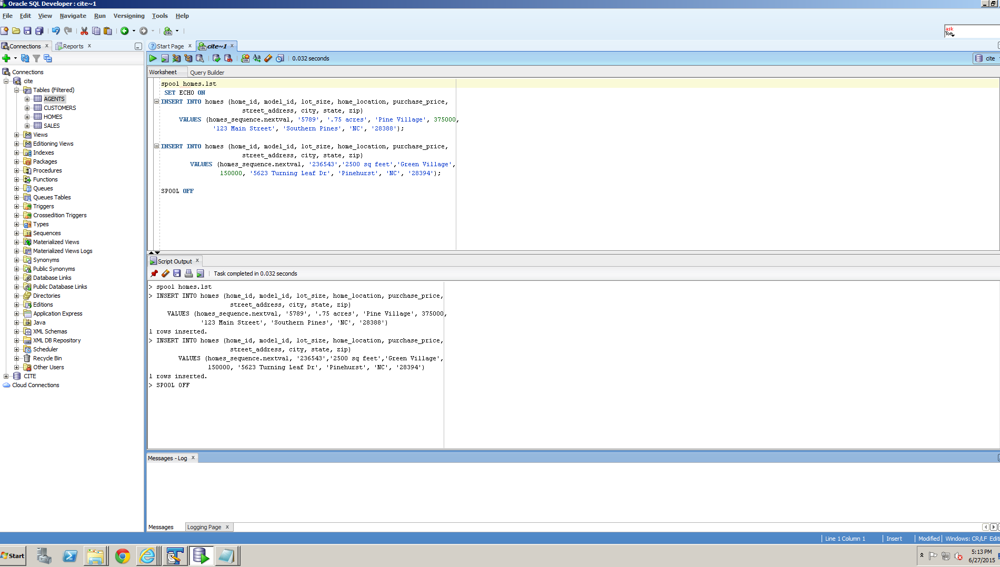 Oracle SQL Developer : cite~1
File Edit View Navigate Run Versioning Tools Help
ask
Tom
Connections x Reports x
Start Page x cite~1 x
0.032 seconds
cite
Worksheet Query Builder
Connections
cite
Tables (Filtered)
AGENTS
CUSTOMERS
HOMES
SALES
Views
Editioning Views
Indexes
Packages
Procedures
Functions
Queues
Queues Tables
Triggers
Crossedition Triggers
Types
Sequences
Materialized Views
Materialized Views Logs
Synonyms
Public Synonyms
Database Links
Public Database Links
Directories
Editions
Application Express
Java
XML Schemas
XML DB Repository
Scheduler
Recycle Bin
Other Users
CITE
Cloud Connections
spool homes.lst
SET ECHO ON
INSERT INTO homes (home_id, model_id, lot_size, home_location, purchase_price,
street_address, city, state, zip)
VALUES (homes_sequence.nextval, '5789', '.75 acres', 'Pine Village', 375000,
'123 Main Street', 'Southern Pines', 'NC', '28388');
INSERT INTO homes (home_id, model_id, lot_size, home_location, purchase_price,
street_address, city, state, zip)
VALUES (homes_sequence.nextval, '236543','2500 sq feet','Green Village',
150000, '5623 Turning Leaf Dr', 'Pinehurst', 'NC', '28394');
SPOOL OFF
Script Output x
Task completed in 0.032 seconds
> spool homes.lst
> INSERT INTO homes (home_id, model_id, lot_size, home_location, purchase_price,
street_address, city, state, zip)
VALUES (homes_sequence.nextval, '5789', '.75 acres', 'Pine Village', 375000,
'123 Main Street', 'Southern Pines', 'NC', '28388')
1 rows inserted.
> INSERT INTO homes (home_id, model_id, lot_size, home_location, purchase_price,
street_address, city, state, zip)
VALUES (homes_sequence.nextval, '236543','2500 sq feet','Green Village',
150000, '5623 Turning Leaf Dr', 'Pinehurst', 'NC', '28394')
1 rows inserted.
> SPOOL OFF
Messages - Log x
Messages Logging Page x
Line 1 Column 1 Insert Modified Windows: CR/LF Editi
Start
5:13 PM
6/27/2015